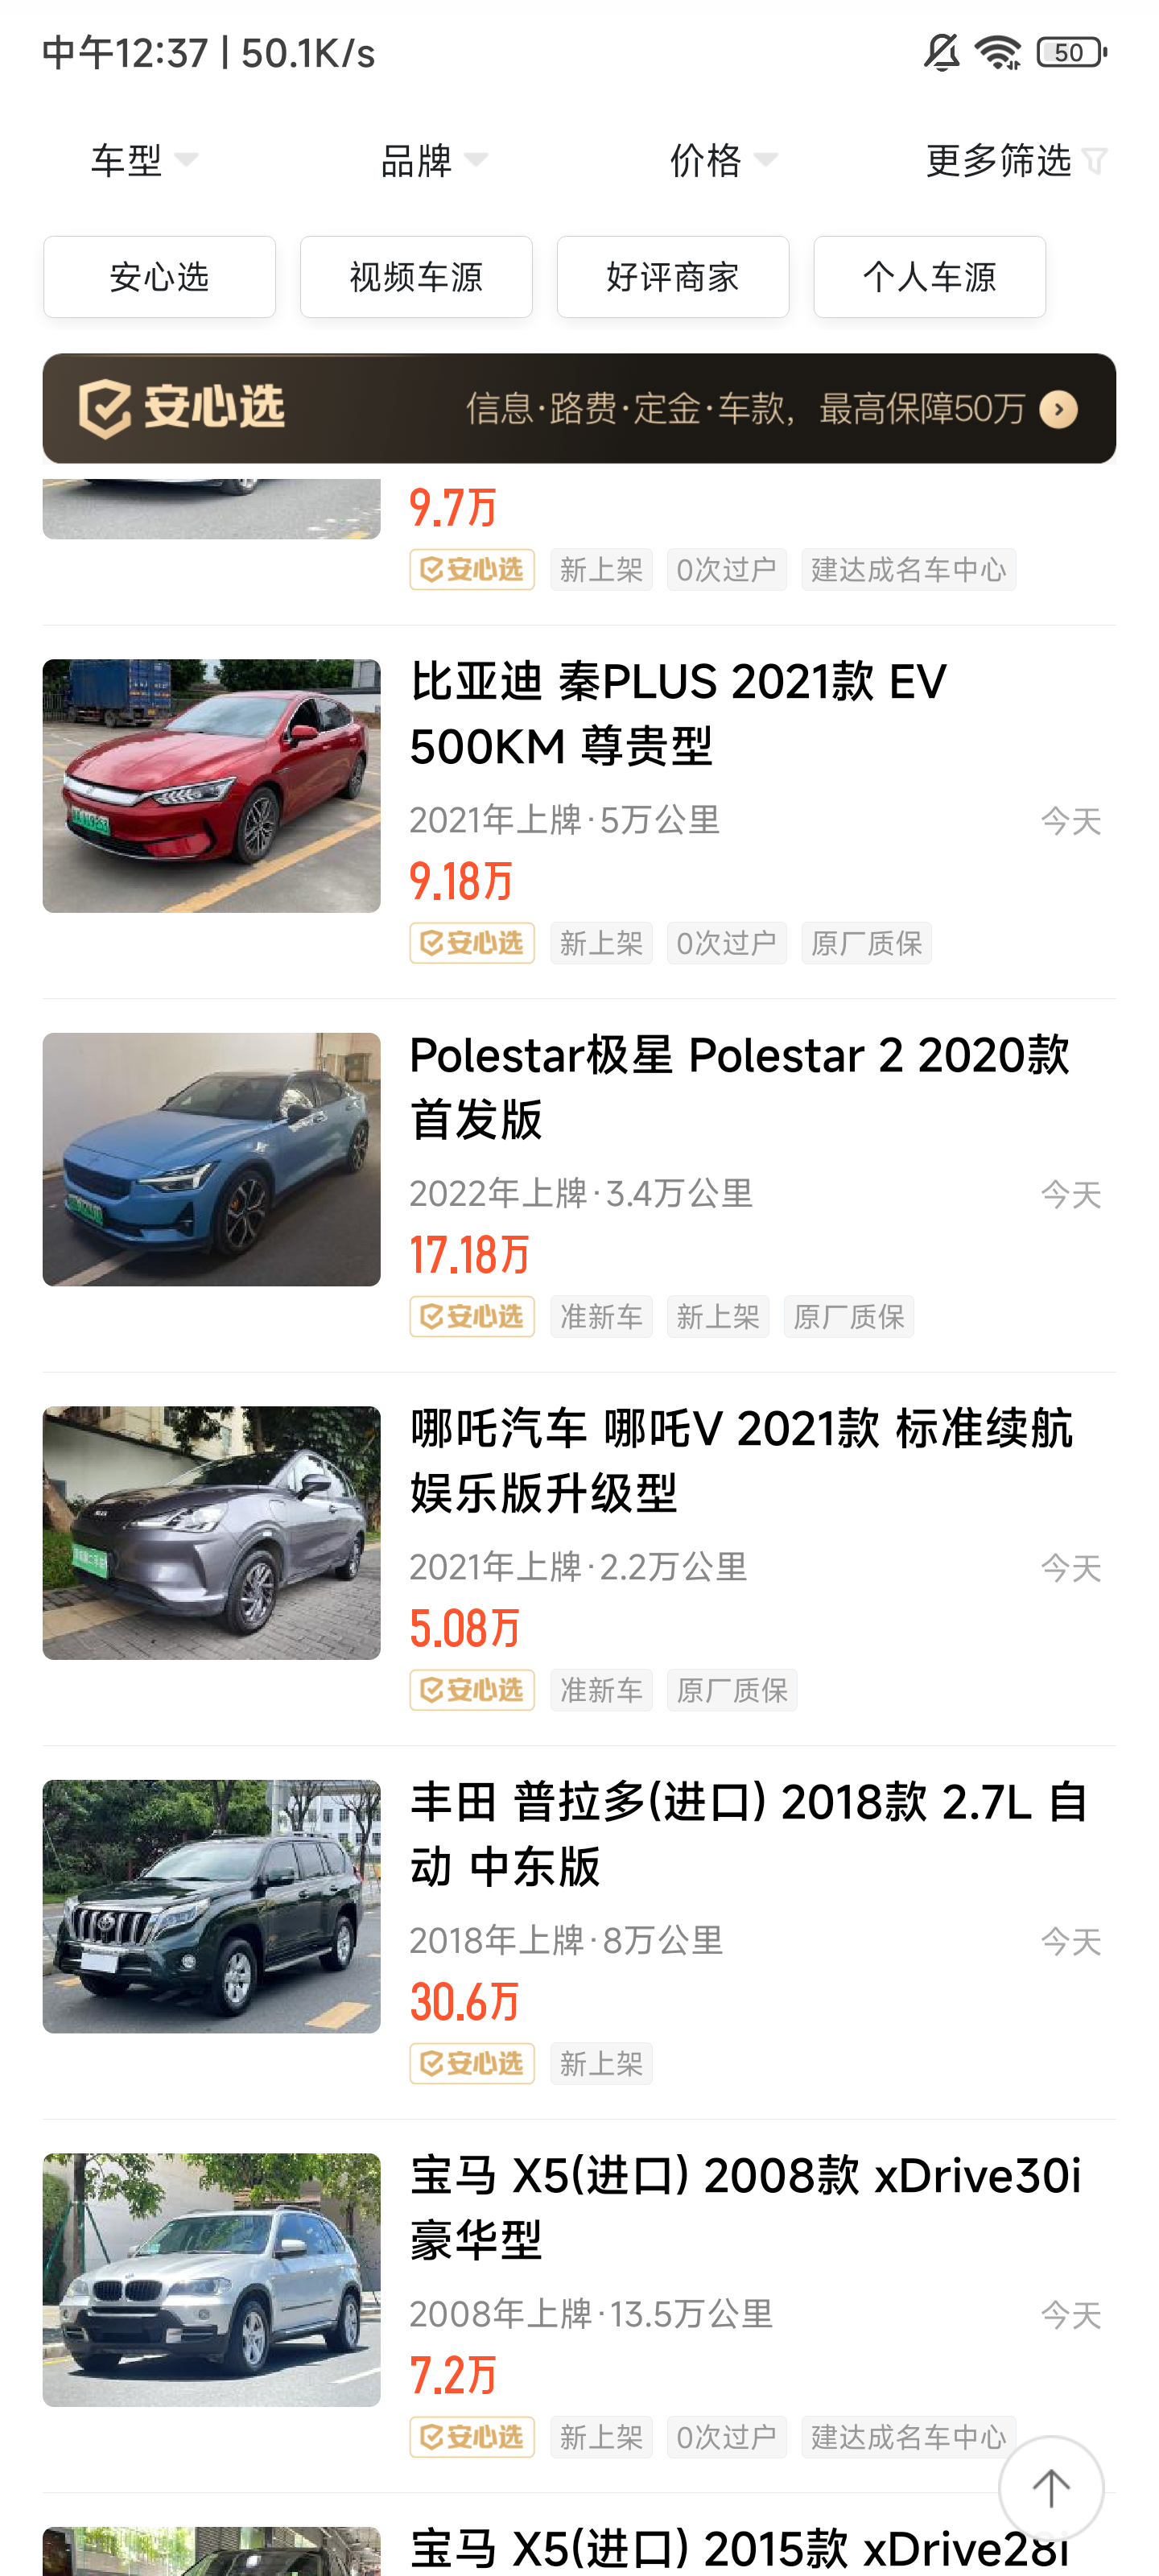 中午12:37 | 50.1K/s
50
车型
品牌
价格
更多筛选
安心选
视频车源
好评商家
个人车源
安心选
信息·路费·定金·车款，最高保障50万
9.7万
安心选 新上架 0次过户 建达成名车中心
比亚迪 秦PLUS 2021款 EV
500KM 尊贵型
2021年上牌·5万公里
今天
9.18万
安心选 新上架 0次过户 原厂质保
Polestar极星 Polestar 2 2020款
首发版
2022年上牌·3.4万公里
今天
17.18万
安心选 准新车 新上架 原厂质保
哪吒汽车 哪吒V 2021款 标准续航
娱乐版升级型
2021年上牌·2.2万公里
今天
5.08万
安心选 准新车 原厂质保
丰田 普拉多(进口) 2018款 2.7L 自
动 中东版
2018年上牌·8万公里
今天
30.6万
安心选 新上架
宝马 X5(进口) 2008款 xDrive30i
豪华型
2008年上牌·13.5万公里
今天
7.2万
安心选 新上架 0次过户 建达成名车中心
宝马 X5(进口) 2015款 xDrive28i